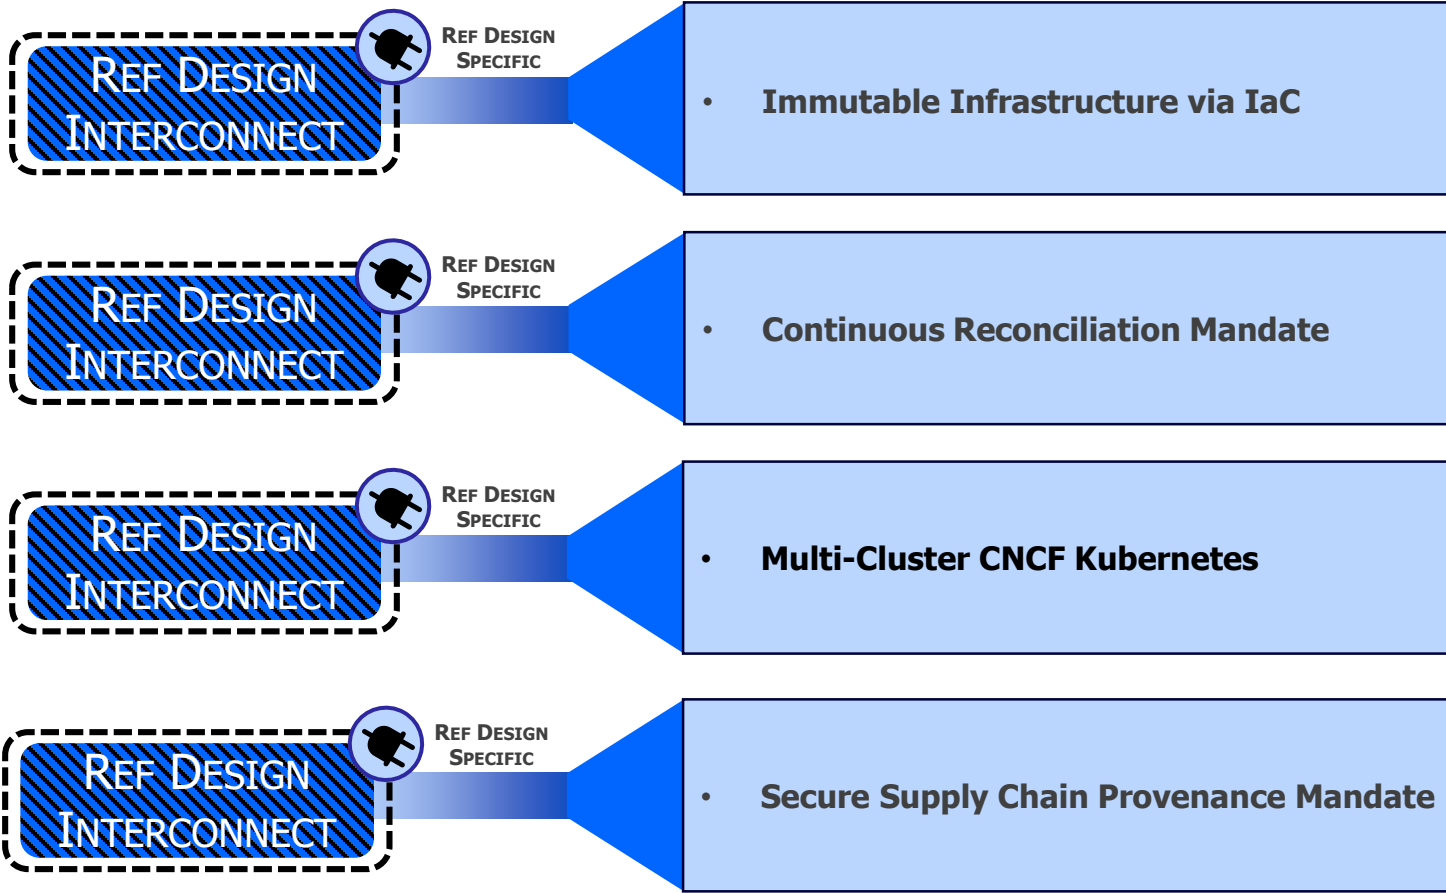 REF DESIGN
INTERCONNECT
REF DESIGN
SPECIFIC
• Immutable Infrastructure via IaC
REF DESIGN
INTERCONNECT
REF DESIGN
SPECIFIC
• Continuous Reconciliation Mandate
REF DESIGN
INTERCONNECT
REF DESIGN
SPECIFIC
• Multi-Cluster CNCF Kubernetes
REF DESIGN
INTERCONNECT
REF DESIGN
SPECIFIC
• Secure Supply Chain Provenance Mandate